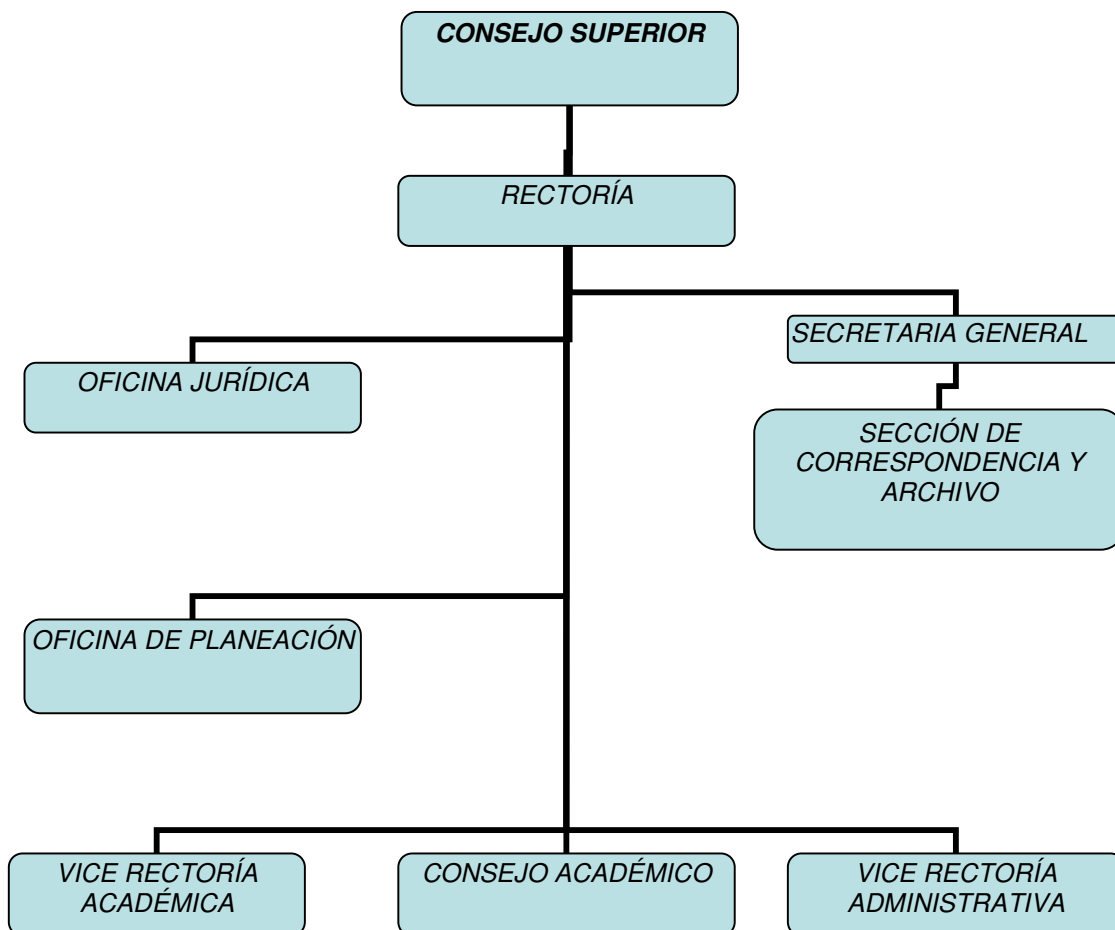 CONSEJO SUPERIOR
RECTORÍA
SECRETARIA GENERAL
OFICINA JURÍDICA
SECCIÓN DE
CORRESPONDENCIA Y
ARCHIVO
OFICINA DE PLANEACIÓN
VICE RECTORÍA
ACADÉMICA
CONSEJO ACADÉMICO
VICE RECTORÍA
ADMINISTRATIVA